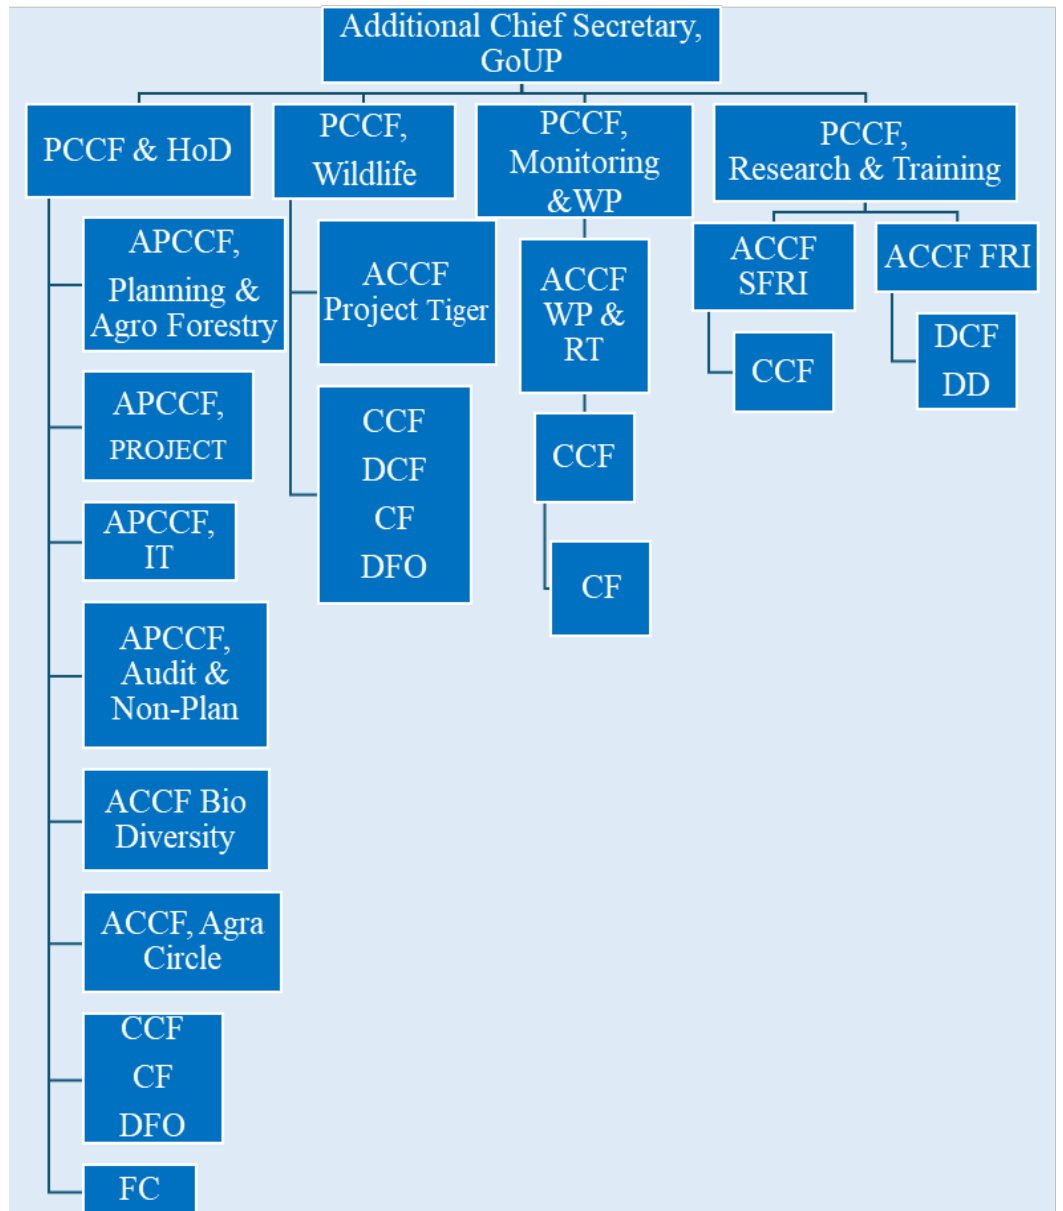 Additional Chief Secretary,
GoUP
PCCF & HoD
PCCF,
Wildlife
PCCF,
Monitoring
&WP
PCCF,
Research & Training
APCCF,
Planning &
Agro Forestry
APCCF,
PROJECT
APCCF,
IT
APCCF,
Audit &
Non-Plan
ACCF Bio
Diversity
ACCF, Agra
Circle
CCF
CF
DFO
FC
ACCF
Project Tiger
CCF
DCF
CF
DFO
ACCF
WP &
RT
CCF
CF
ACCF
SFRI
CCF
ACCF FRI
DCF
DD